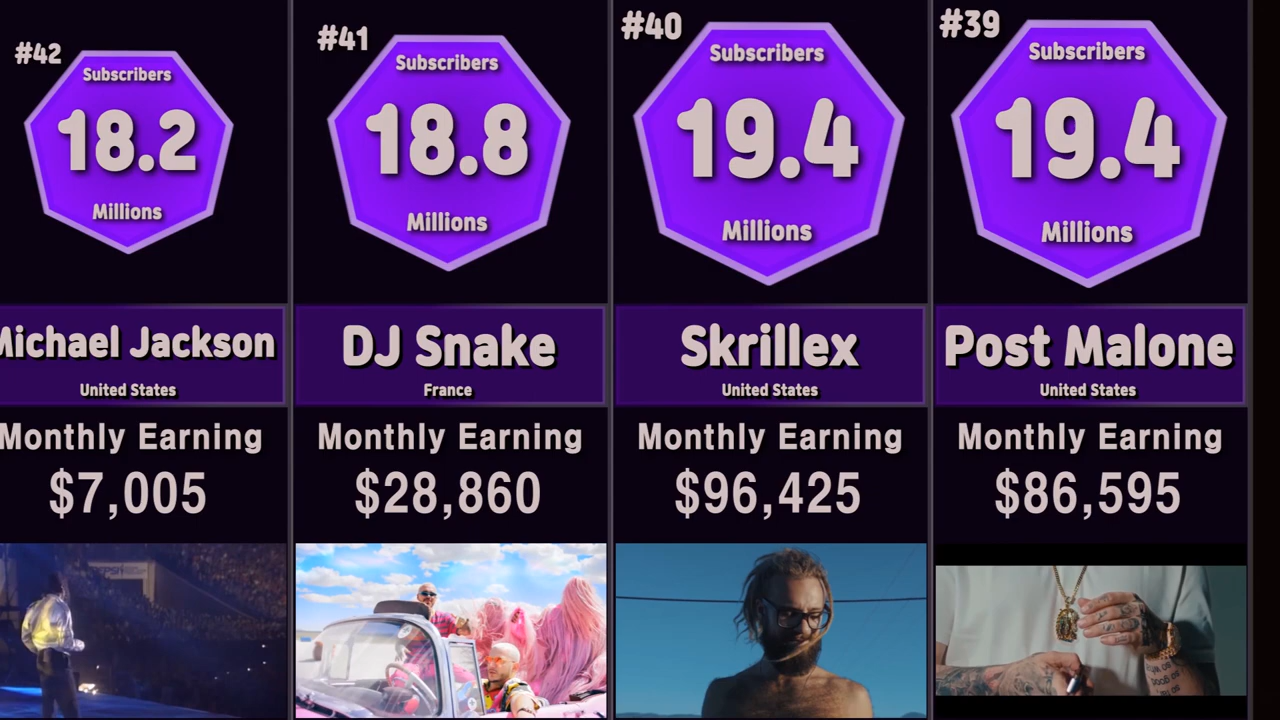 #42
Subscribers
18.2
Millions
Michael Jackson
United States
Monthly Earning
$7,005
#41
Subscribers
18.8
Millions
DJ Snake
France
Monthly Earning
$28,860
#40
Subscribers
19.4
Millions
Skrillex
United States
Monthly Earning
$96,425
#39
Subscribers
19.4
Millions
Post Malone
United States
Monthly Earning
$86,595